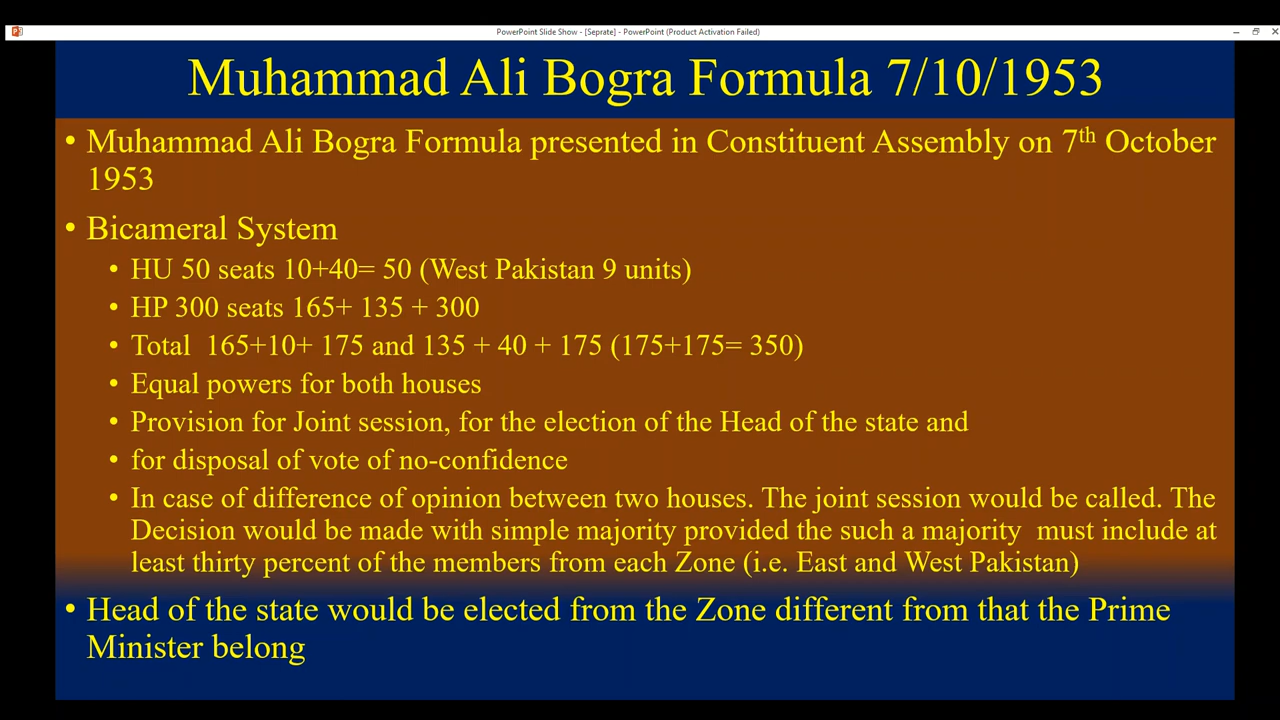 PowerPoint Slide Show - [Seprate] - PowerPoint (Product Activation Failed)
Muhammad Ali Bogra Formula 7/10/1953
• Muhammad Ali Bogra Formula presented in Constituent Assembly on 7th October
1953
• Bicameral System
• HU 50 seats 10+40= 50 (West Pakistan 9 units)
• HP 300 seats 165+ 135 + 300
• Total 165+10+ 175 and 135 + 40 + 175 (175+175= 350)
• Equal powers for both houses
• Provision for Joint session, for the election of the Head of the state and
• for disposal of vote of no-confidence
• In case of difference of opinion between two houses. The joint session would be called. The
Decision would be made with simple majority provided the such a majority must include at
least thirty percent of the members from each Zone (i.e. East and West Pakistan)
• Head of the state would be elected from the Zone different from that the Prime
Minister belong